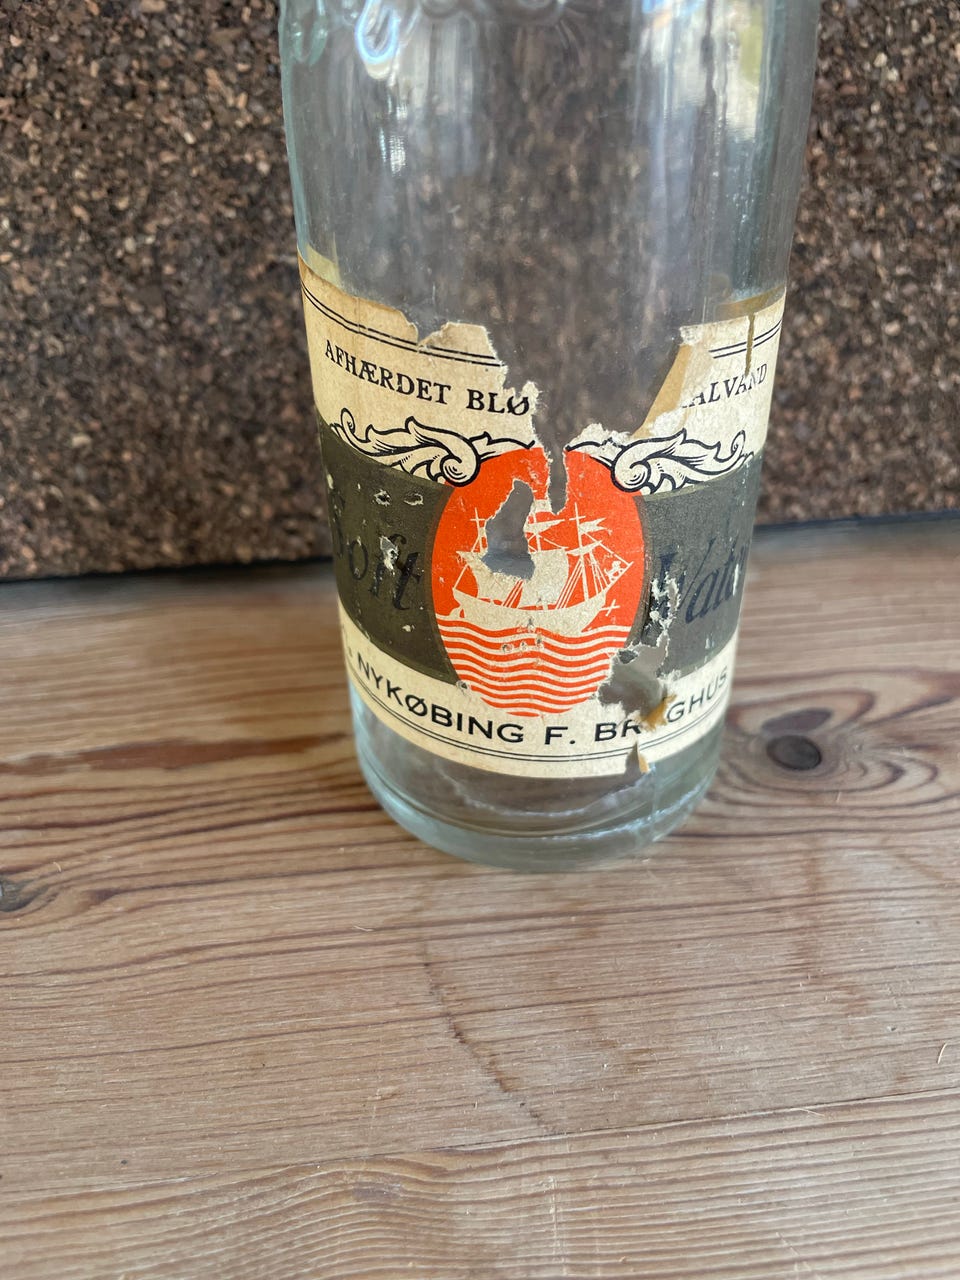 AFHÆRDET BLØ ALVAND
Soft Wat
NYKØBING F. BR GHUS